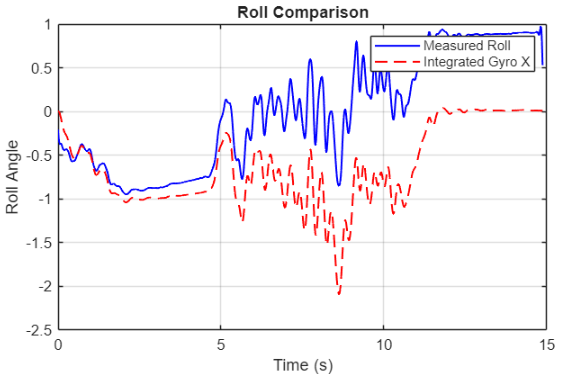 Roll Comparison
Measured Roll
Integrated Gyro X
Roll Angle
1
0.5
0
-0.5
-1
-1.5
-2
-2.5
0
5
10
15
Time (s)